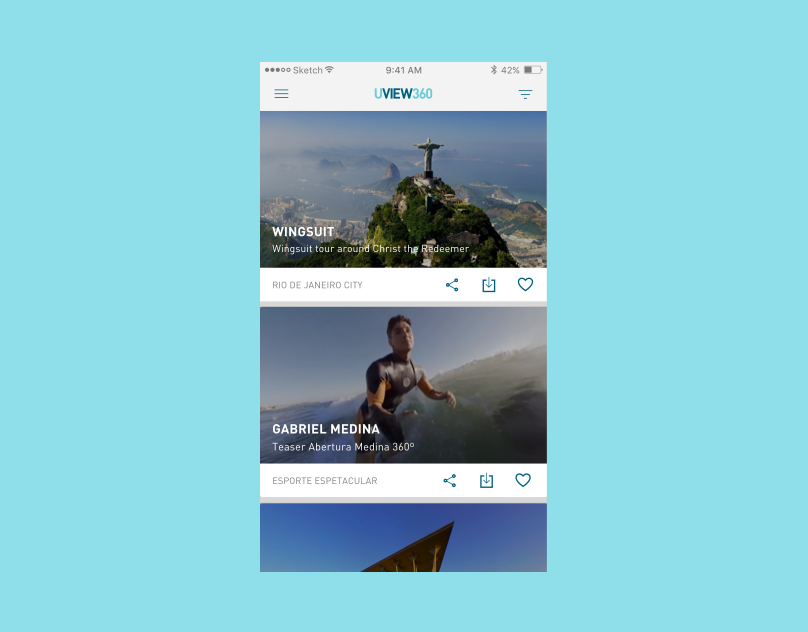 Sketch 9:41 AM 42%
UVIEW360
WINGSUIT
Wingsuit tour around Christ the Redeemer
RIO DE JANEIRO CITY
GABRIEL MEDINA
Teaser Abertura Medina 360º
ESPORTE ESPETACULAR